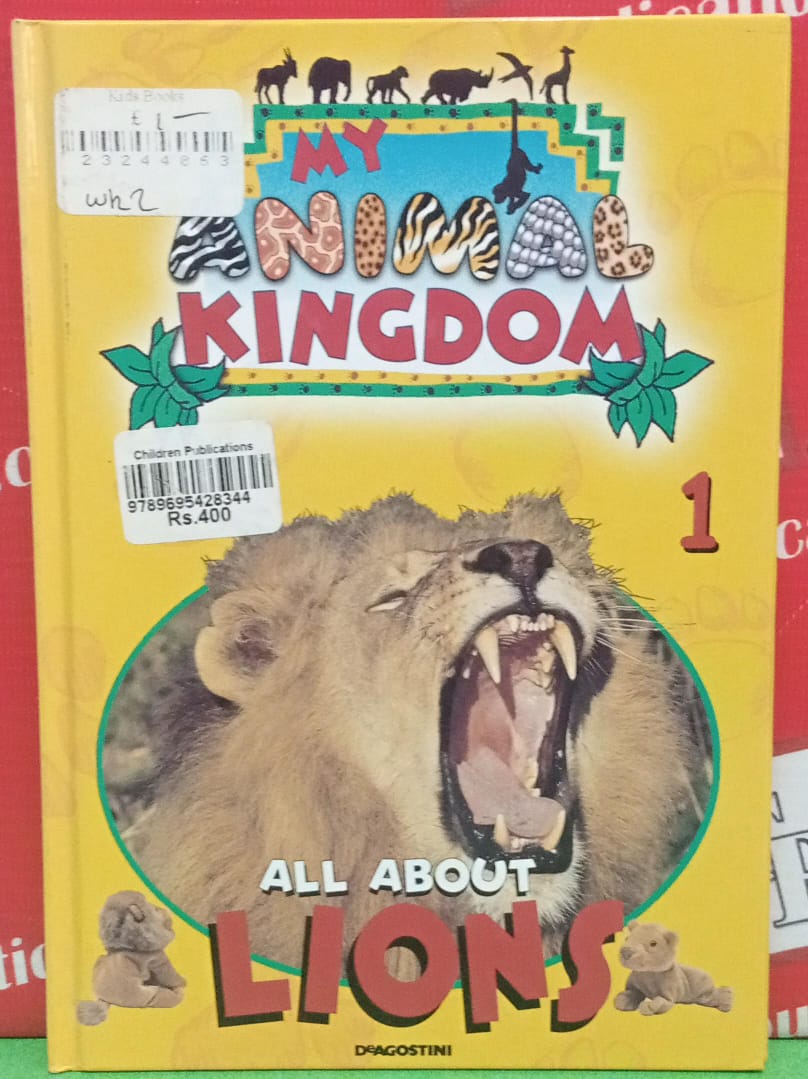 Kids Books
£ 1 —
23244853
wh2
MY
ANIMAL
KINGDOM
Children Publications
9789695428344
Rs.400
1
ALL ABOUT
LIONS
DeAGOSTINI